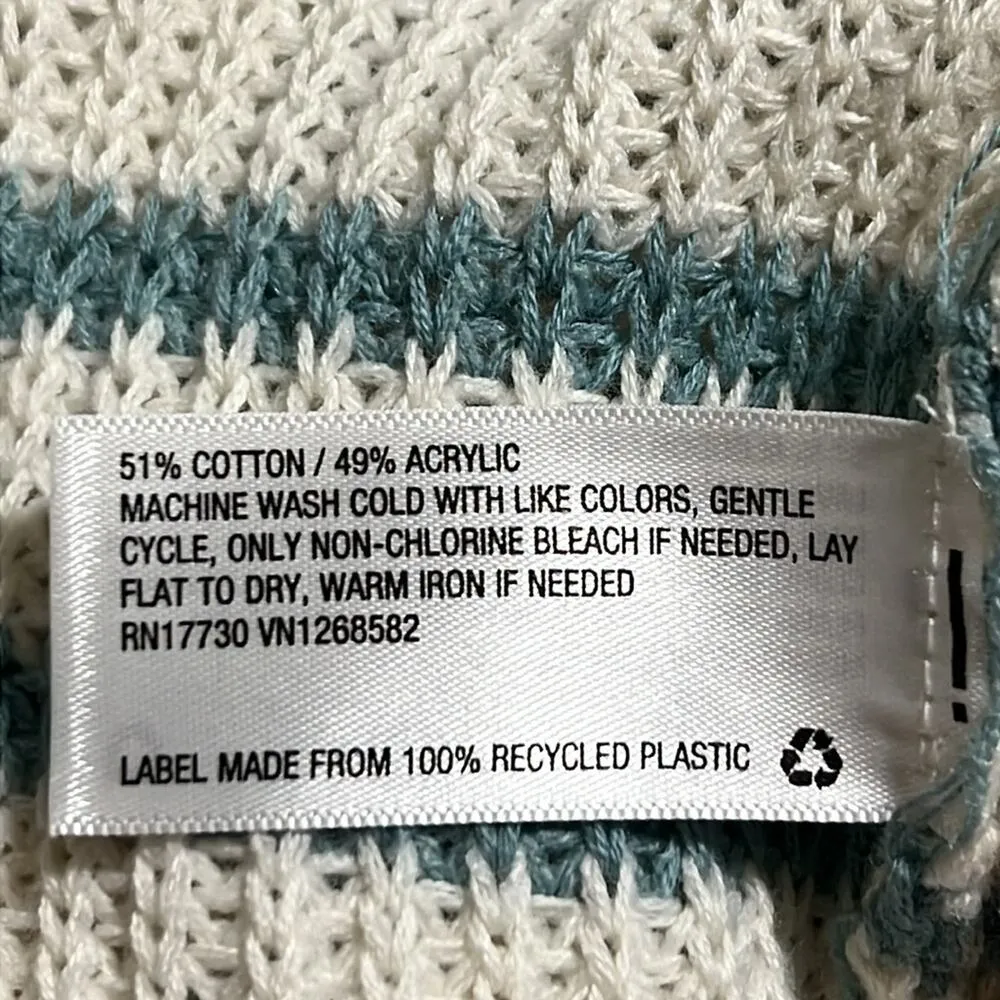 51% COTTON / 49% ACRYLIC
MACHINE WASH COLD WITH LIKE COLORS, GENTLE
CYCLE, ONLY NON-CHLORINE BLEACH IF NEEDED, LAY
FLAT TO DRY, WARM IRON IF NEEDED
RN17730 VN1268582
LABEL MADE FROM 100% RECYCLED PLASTIC